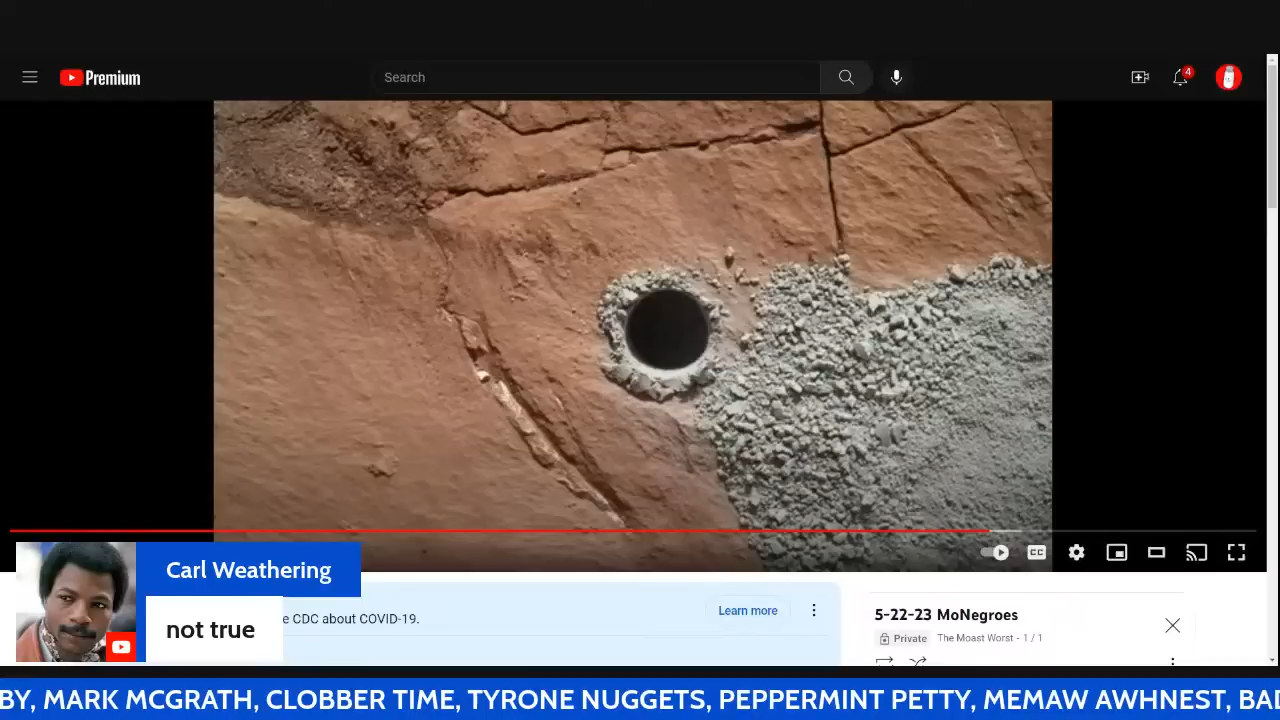 Premium
Search
4
CC
Carl Weathering
not true
e CDC about COVID-19.
Learn more
5-22-23 MoNegroes
Private
The Moast Worst - 1 / 1
BY, MARK MCGRATH, CLOBBER TIME, TYRONE NUGGETS, PEPPERMINT PETTY, MEMAW AWHNEST, BAD